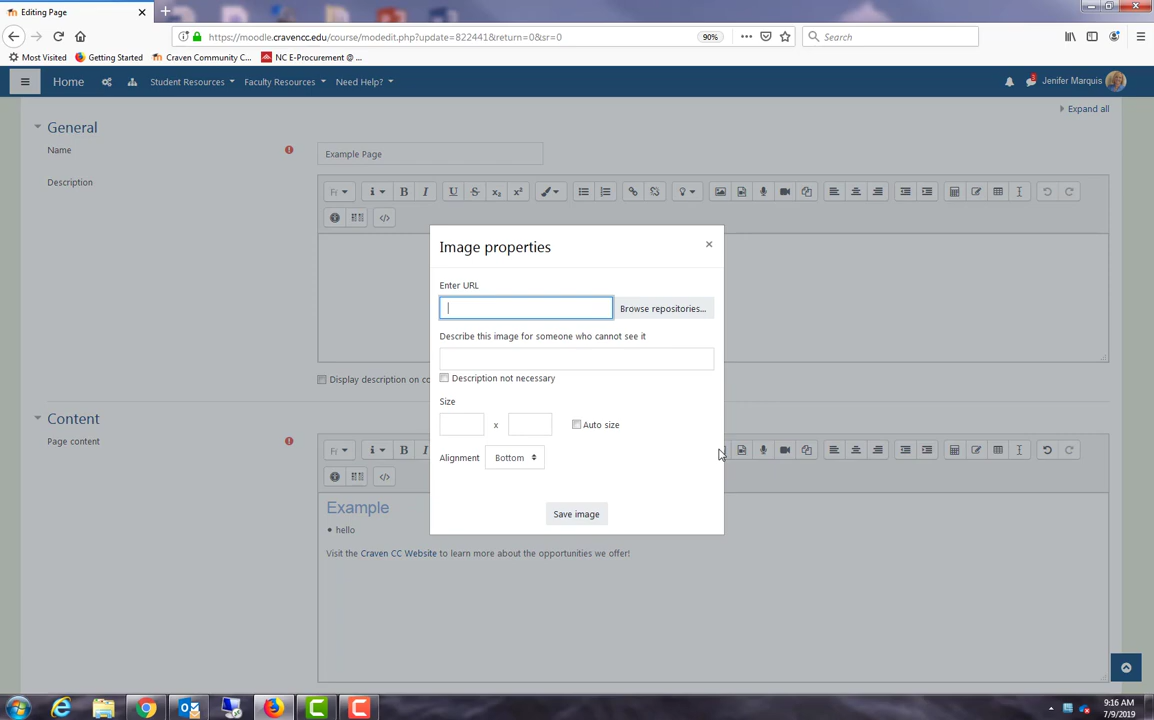 Editing Page
https://moodle.cravencc.edu/course/modedit.php?update=822441&return=0&sr=0
90%
Search
Most Visited
Getting Started
Craven Community C...
NC E-Procurement @ ...
Home
Student Resources
Faculty Resources
Need Help?
Jenifer Marquis
Expand all
General
Name
Example Page
Description
Display description on co
Image properties
Enter URL
Browse repositories...
Describe this image for someone who cannot see it
Description not necessary
Size
x
Auto size
Alignment
Bottom
Save image
Content
Page content
Example
• hello
Visit the Craven CC Website to learn more about the opportunities we offer!
9:16 AM
7/9/2019